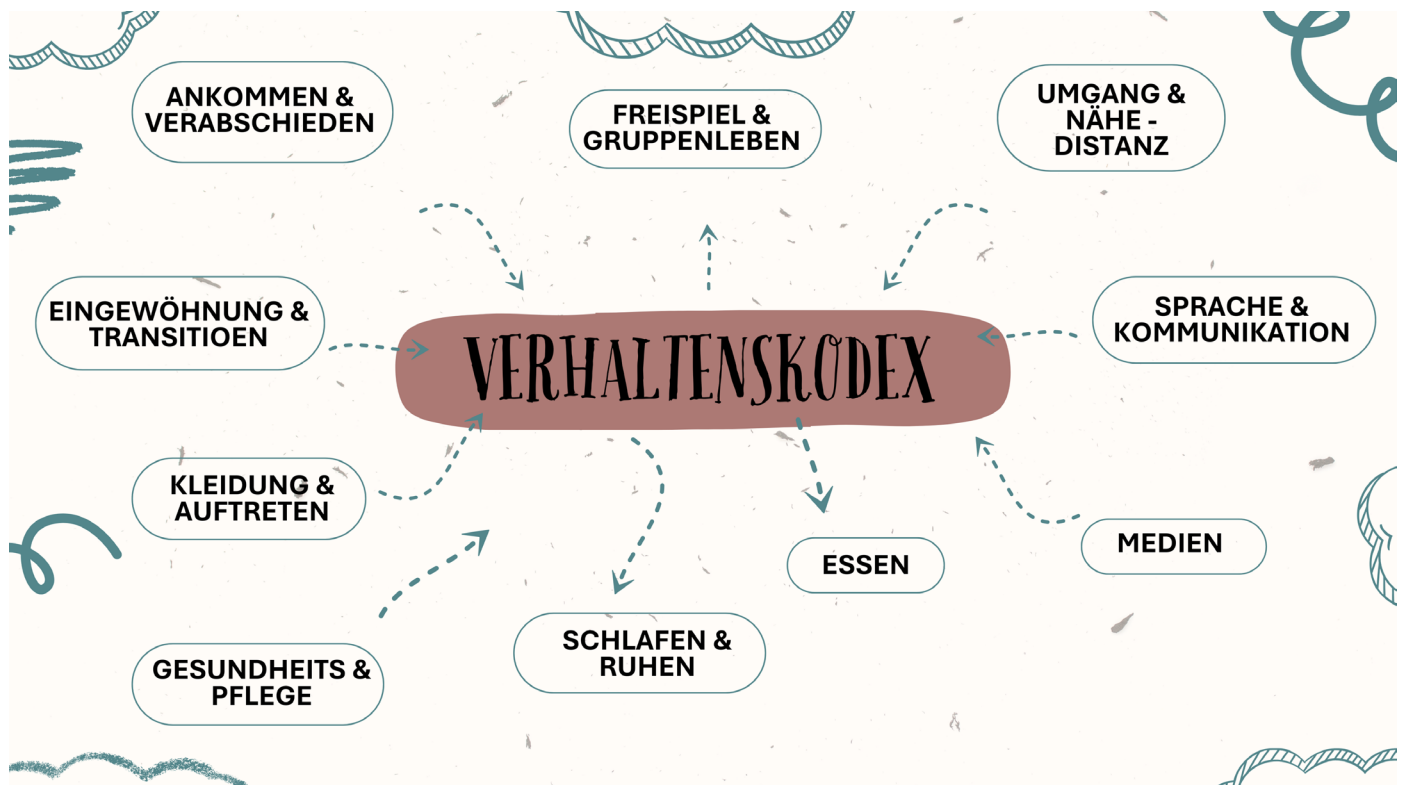 ANKOMMEN &
VERABSCHIEDEN
FREISPIEL &
GRUPPENLEBEN
UMGANG &
NÄHE -
DISTANZ
EINGEWÖHNUNG &
TRANSITIOEN
VERHALTENSKODEX
SPRACHE &
KOMMUNIKATION
KLEIDUNG &
AUFTRETEN
ESSEN
MEDIEN
GESUNDHEITS &
PFLEGE
SCHLAFEN &
RUHEN